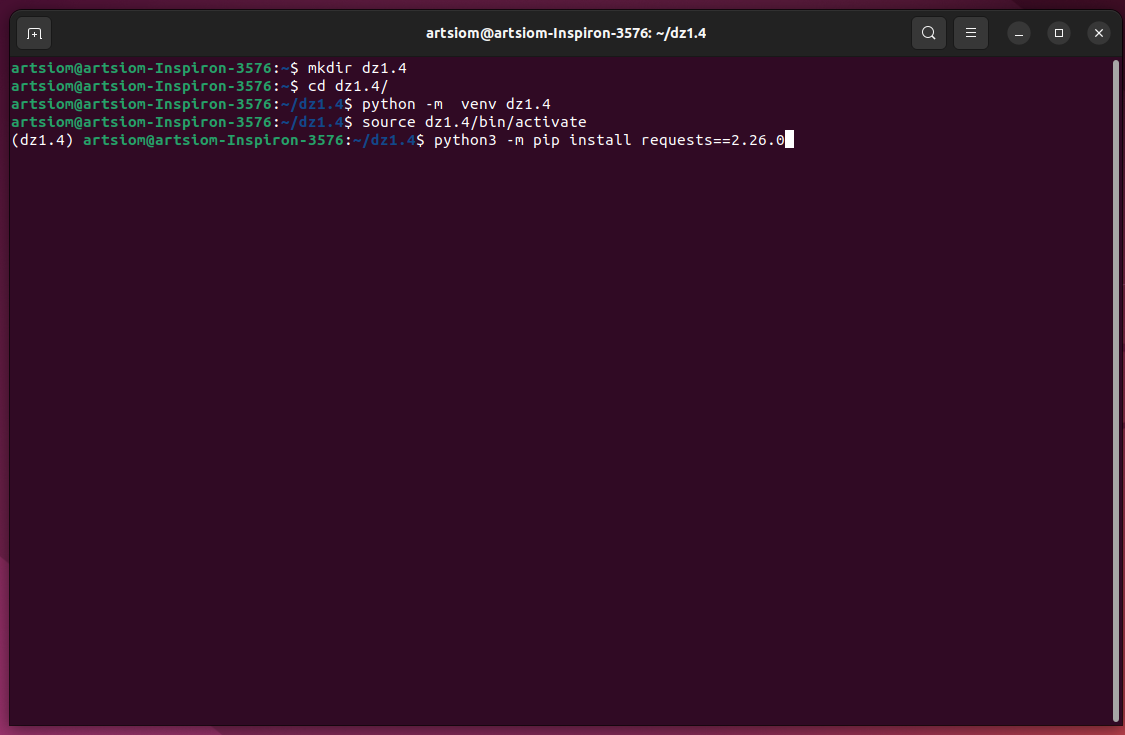 artsiom@artsiom-Inspiron-3576: ~/dz1.4
artsiom@artsiom-Inspiron-3576:~$ mkdir dz1.4
artsiom@artsiom-Inspiron-3576:~$ cd dz1.4/
artsiom@artsiom-Inspiron-3576:~/dz1.4$ python -m  venv dz1.4
artsiom@artsiom-Inspiron-3576:~/dz1.4$ source dz1.4/bin/activate
(dz1.4) artsiom@artsiom-Inspiron-3576:~/dz1.4$ python3 -m pip install requests==2.26.0